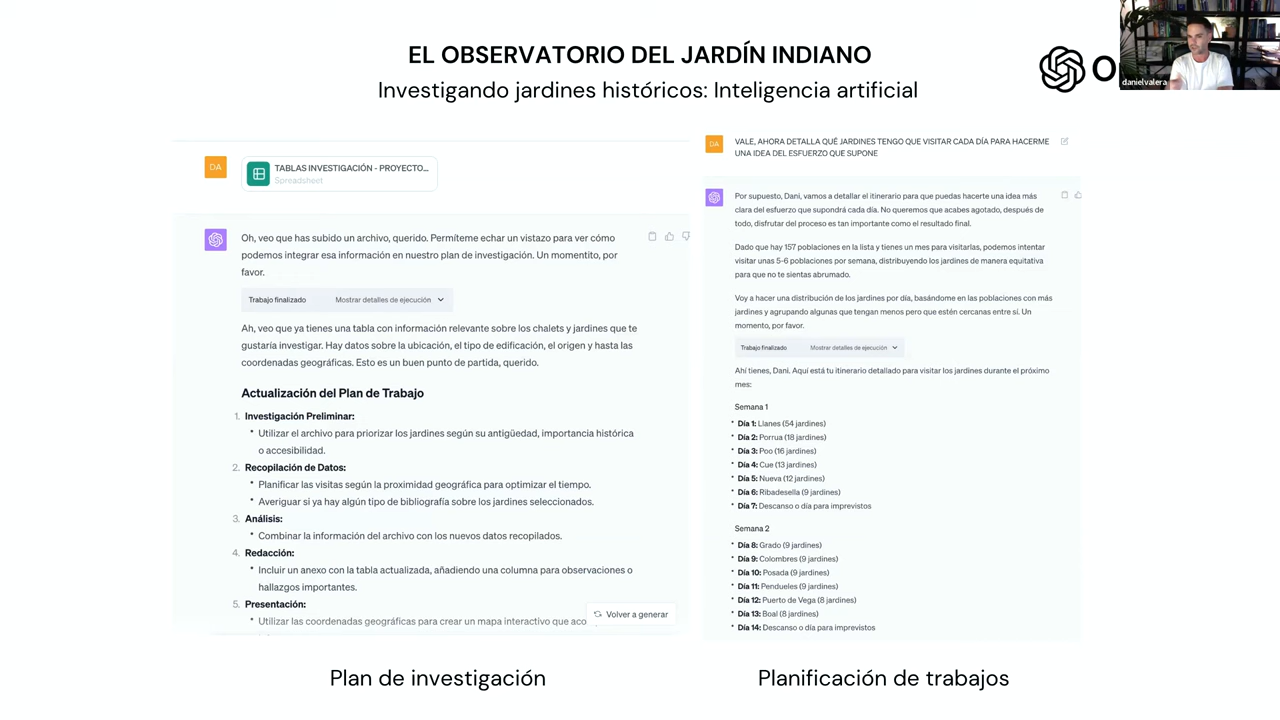 EL OBSERVATORIO DEL JARDÍN INDIANO
Investigando jardines históricos: Inteligencia artificial
O
danielvalera
DA
TABLAS INVESTIGACIÓN - PROYECTO...
Spreadsheet
Oh, veo que has subido un archivo, querido. Permíteme echar un vistazo para ver cómo
podemos integrar esa información en nuestro plan de investigación. Un momentito, por
favor.
Trabajo finalizado Mostrar detalles de ejecución
Ah, veo que ya tienes una tabla con información relevante sobre los chalets y jardines que te
gustaría investigar. Hay datos sobre la ubicación, el tipo de edificación, el origen y hasta las
coordenadas geográficas. Esto es un buen punto de partida, querido.
Actualización del Plan de Trabajo
1. Investigación Preliminar:
• Utilizar el archivo para priorizar los jardines según su antigüedad, importancia histórica
o accesibilidad.
2. Recopilación de Datos:
• Planificar las visitas según la proximidad geográfica para optimizar el tiempo.
• Averiguar si ya hay algún tipo de bibliografía sobre los jardines seleccionados.
3. Análisis:
• Combinar la información del archivo con los nuevos datos recopilados.
4. Redacción:
• Incluir un anexo con la tabla actualizada, añadiendo una columna para observaciones o
hallazgos importantes.
5. Presentación:
• Utilizar las coordenadas geográficas para crear un mapa interactivo que aco
Volver a generar
Plan de investigación
DA
VALE, AHORA DETALLA QUÉ JARDINES TENGO QUE VISITAR CADA DÍA PARA HACERME
UNA IDEA DEL ESFUERZO QUE SUPONE
Por supuesto, Dani, vamos a detallar el itinerario para que puedas hacerte una idea más
clara del esfuerzo que supondrá cada día. No queremos que acabes agotado, después de
todo, disfrutar del proceso es tan importante como el resultado final.
Dado que hay 157 poblaciones en la lista y tienes un mes para visitarlas, podemos intentar
visitar unas 5-6 poblaciones por semana, distribuyendo los jardines de manera equitativa
para que no te sientas abrumado.
Voy a hacer una distribución de los jardines por día, basándome en las poblaciones con más
jardines y agrupando algunas que tengan menos pero que estén cercanas entre sí. Un
momento, por favor.
Trabajo finalizado Mostrar detalles de ejecución
Ahí tienes, Dani. Aquí está tu itinerario detallado para visitar los jardines durante el próximo
mes:
Semana 1
• Día 1: Llanes (54 jardines)
• Día 2: Porrua (18 jardines)
• Día 3: Poo (16 jardines)
• Día 4: Cue (13 jardines)
• Día 5: Nueva (12 jardines)
• Día 6: Ribadesella (9 jardines)
• Día 7: Descanso o día para imprevistos
Semana 2
• Día 8: Grado (9 jardines)
• Día 9: Colombres (9 jardines)
• Día 10: Posada (9 jardines)
• Día 11: Pendueles (9 jardines)
• Día 12: Puerto de Vega (8 jardines)
• Día 13: Boal (8 jardines)
• Día 14: Descanso o día para imprevistos
Planificación de trabajos